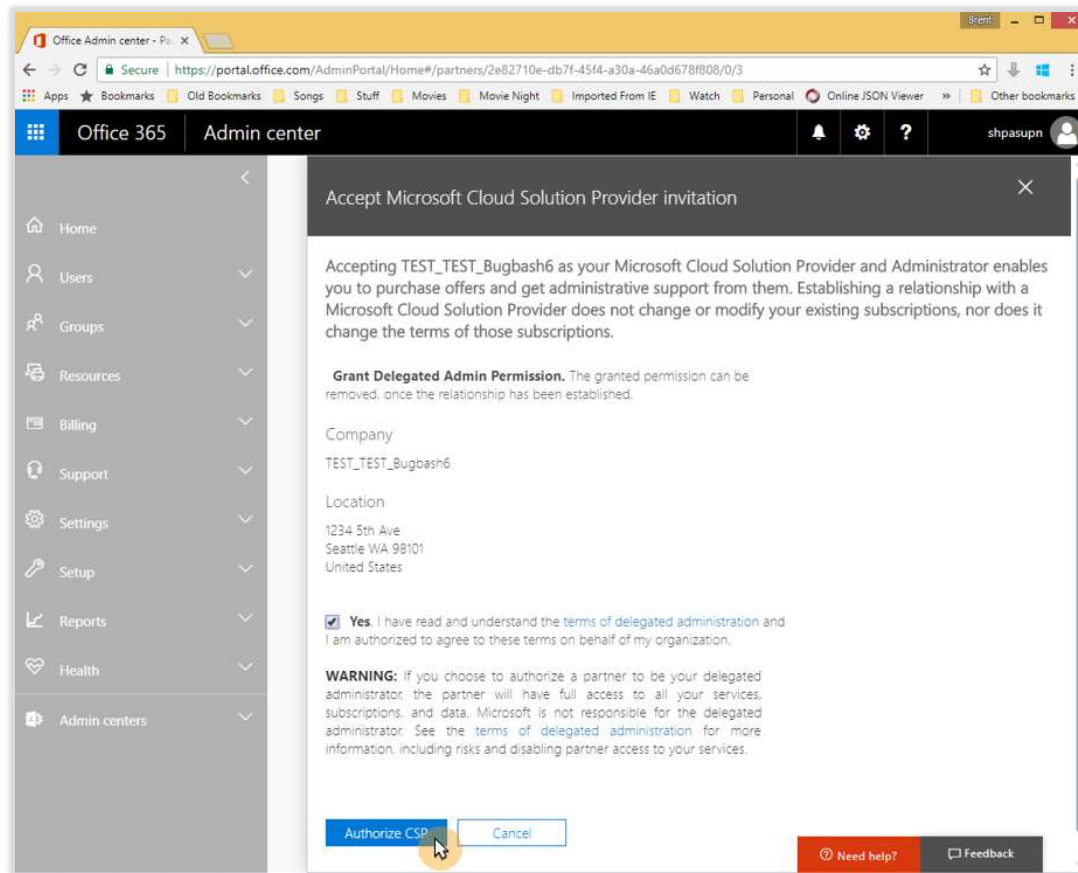 Brent
Office Admin center - Pa
Secure | https://portal.office.com/AdminPortal/Home#/partners/2e82710e-db7f-45f4-a30a-46a0d678f808/0/3
Apps Bookmarks Old Bookmarks Songs Stuff Movies Movie Night Imported From IE Watch Personal Online JSON Viewer » Other bookmarks
Office 365 Admin center ? shpasupn
Accept Microsoft Cloud Solution Provider invitation
Home
Users
Groups
Resources
Billing
Support
Settings
Setup
Reports
Health
Admin centers
Accepting TEST_TEST_Bugbash6 as your Microsoft Cloud Solution Provider and Administrator enables
you to purchase offers and get administrative support from them. Establishing a relationship with a
Microsoft Cloud Solution Provider does not change or modify your existing subscriptions, nor does it
change the terms of those subscriptions.
Grant Delegated Admin Permission. The granted permission can be
removed, once the relationship has been established.
Company
TEST_TEST_Bugbash6
Location
1234 5th Ave
Seattle WA 98101
United States
Yes, I have read and understand the terms of delegated administration and
I am authorized to agree to these terms on behalf of my organization.
WARNING: If you choose to authorize a partner to be your delegated
administrator, the partner will have full access to all your services,
subscriptions, and data. Microsoft is not responsible for the delegated
administrator. See the terms of delegated administration for more
information, including risks and disabling partner access to your services.
Authorize CSP Cancel
Need help? Feedback